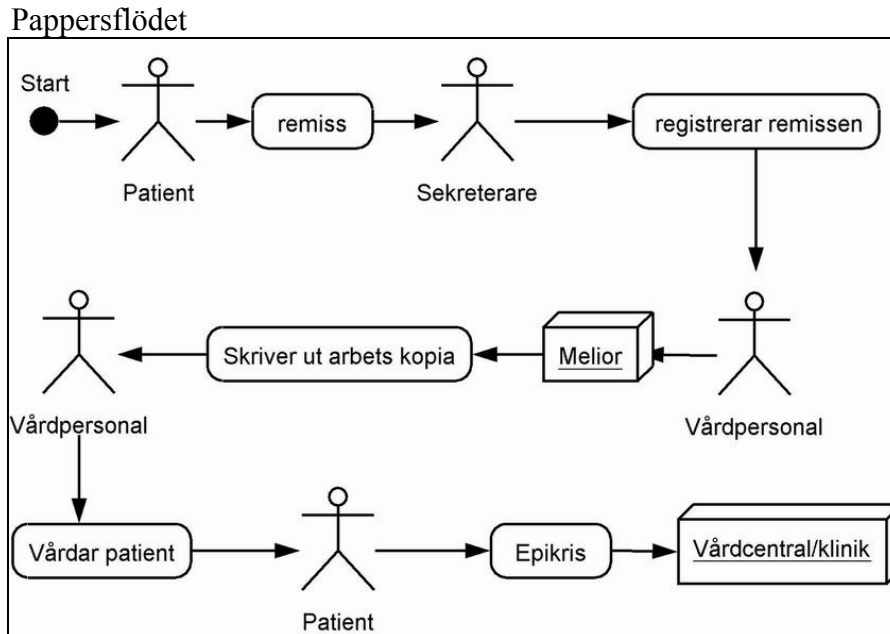 Pappersflödet
Start
remiss
registrerar remissen
Patient
Sekreterare
Skriver ut arbets kopia
Melior
Vårdpersonal
Vårdpersonal
Vårdar patient
Epikris
Vårdcentral/klinik
Patient